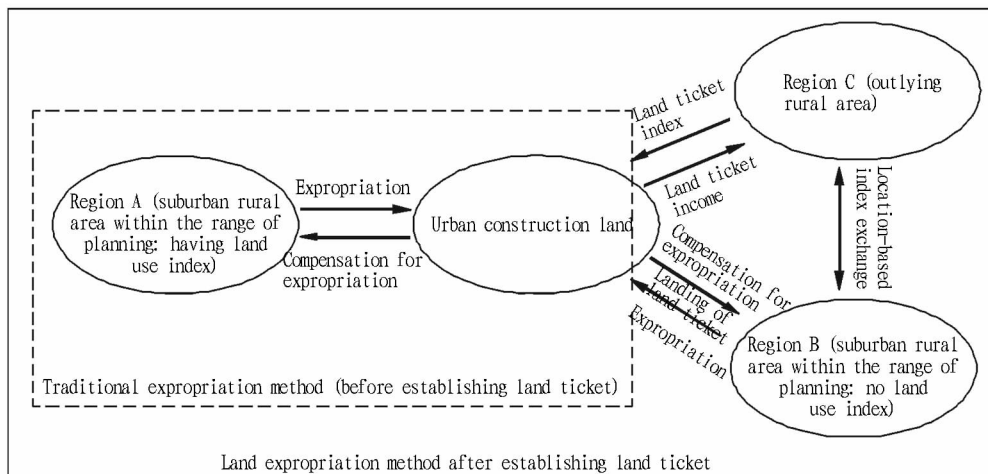 Region C (outlying
rural area)
Land ticket
index
Land ticket
income
Location-based
index exchange
Region A (suburban rural
area within the range of
planning: having land
use index)
Expropriation
Compensation for
expropriation
Urban construction land
Compensation for
expropriation
Landing of
land ticket
Expropriation
Region B (suburban rural
area within the range of
planning: no land
use index)
Traditional expropriation method (before establishing land ticket)
Land expropriation method after establishing land ticket